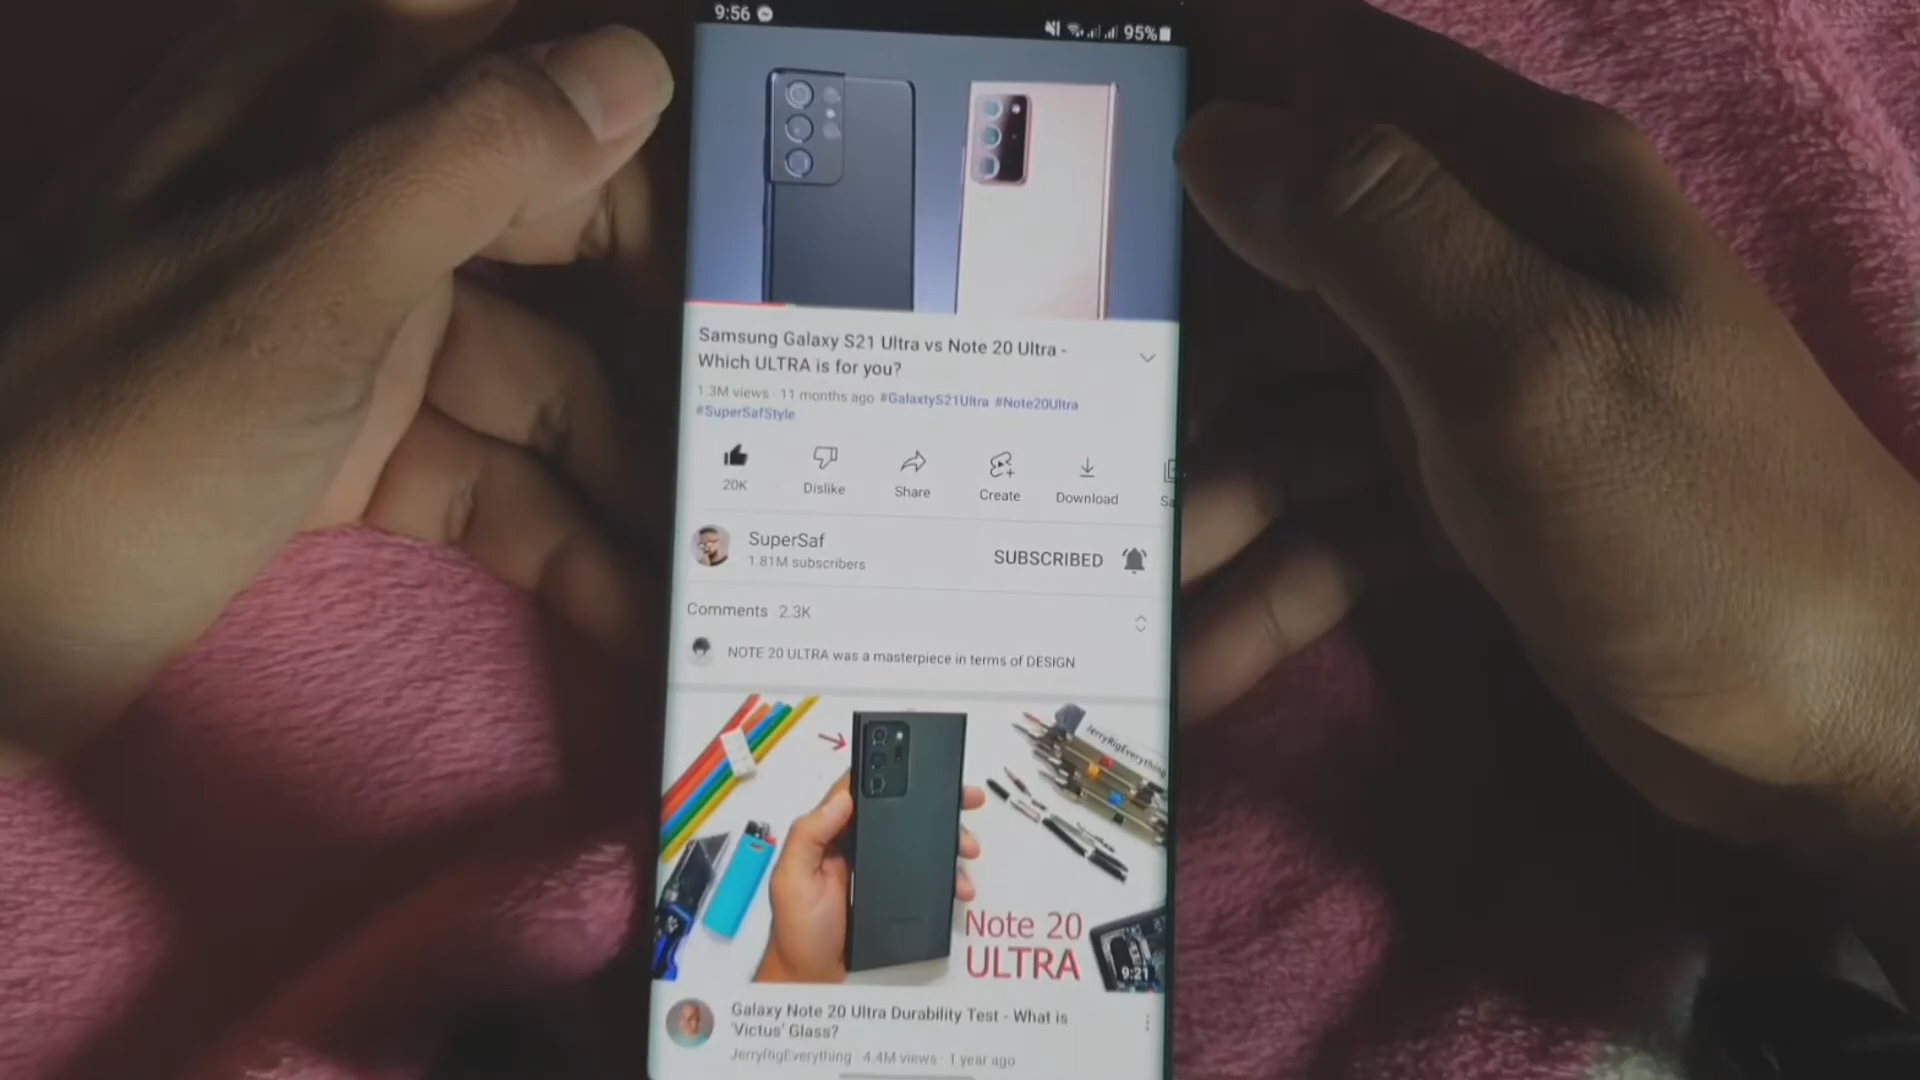 9:56
95%
Samsung Galaxy S21 Ultra vs Note 20 Ultra -
Which ULTRA is for you?
1.3M views · 11 months ago #GalaxtyS21Ultra #Note20Ultra
#SuperSafStyle
20K
Dislike
Share
Create
Download
Sa
SuperSaf
1.81M subscribers
SUBSCRIBED
Comments 2.3K
NOTE 20 ULTRA was a masterpiece in terms of DESIGN
JerryRigEverything
Note 20
ULTRA
9:21
Galaxy Note 20 Ultra Durability Test - What is
'Victus' Glass?
JerryRigEverything · 4.4M views · 1 year ago